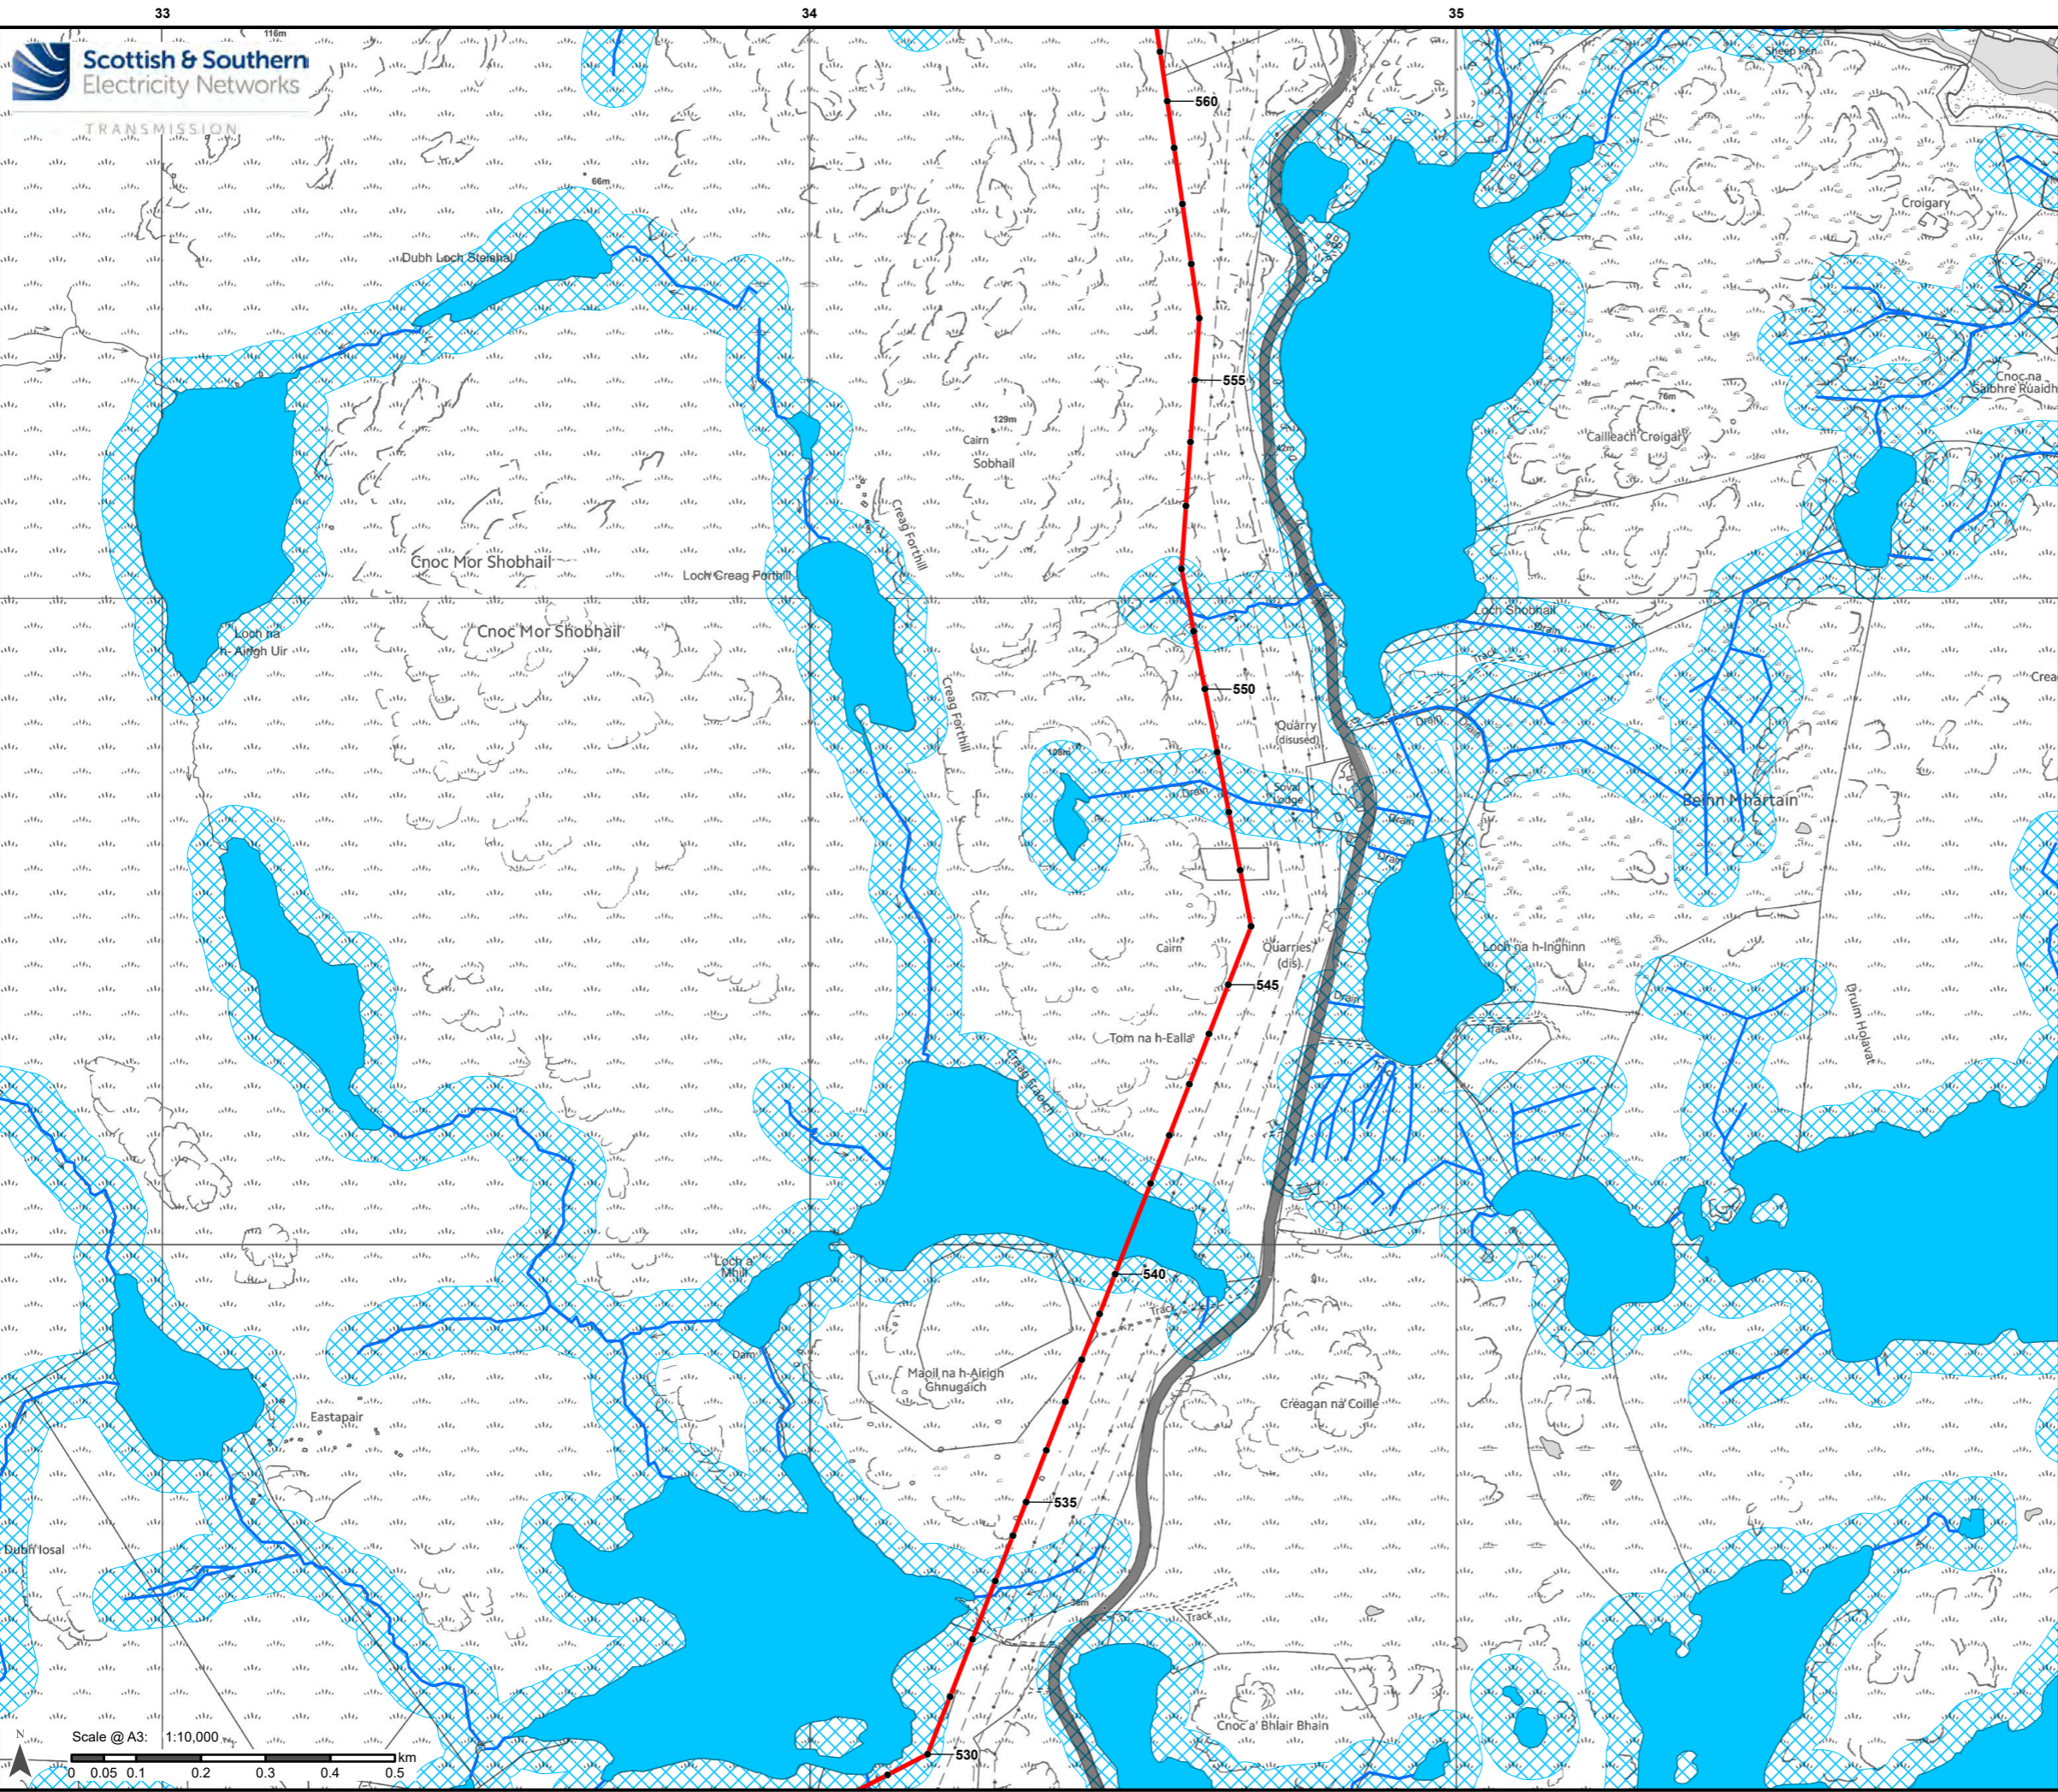 33
34
35
116m
Scottish & Southern
Electricity Networks
TRANSMISSION
Sheep Pen
560
66m
Croigary
Dubh Loch Steishal
555
Cnoc na
Gaibhre Ruaidh
76m
129m
Cairn
Cailleach Croigary
42m
Sobhail
Creag Forthill
Cnoc Mor Shobhail
Loch Creag Forthill
Loch Shobhail
Drain
Cnoc Mor Shobhail
Loch na
h- Airigh Uir
Track
Crea
550
Creag Forthill
Drain
Drain
Quarry
(disused)
108m
Drain
Soval
Lodge
Beinn Mhartain
Drain
Drain
Cairn
Quarries
(dis)
Loch na h-Inghinn
545
Drain
Druim Holavat
Tom na h-Ealla
Track
Creag Fraoich
Track
Loch a'
Mhill
540
Track
Dam
Maoil na h-Airigh
Ghnugaich
Creagan na Coille
Eastapair
535
Dubh Iosal
36m
Track
Cnoc a' Bhlair Bhain
N
Scale @ A3: 1:10,000
530
km
0 0.05 0.1 0.2 0.3 0.4 0.5